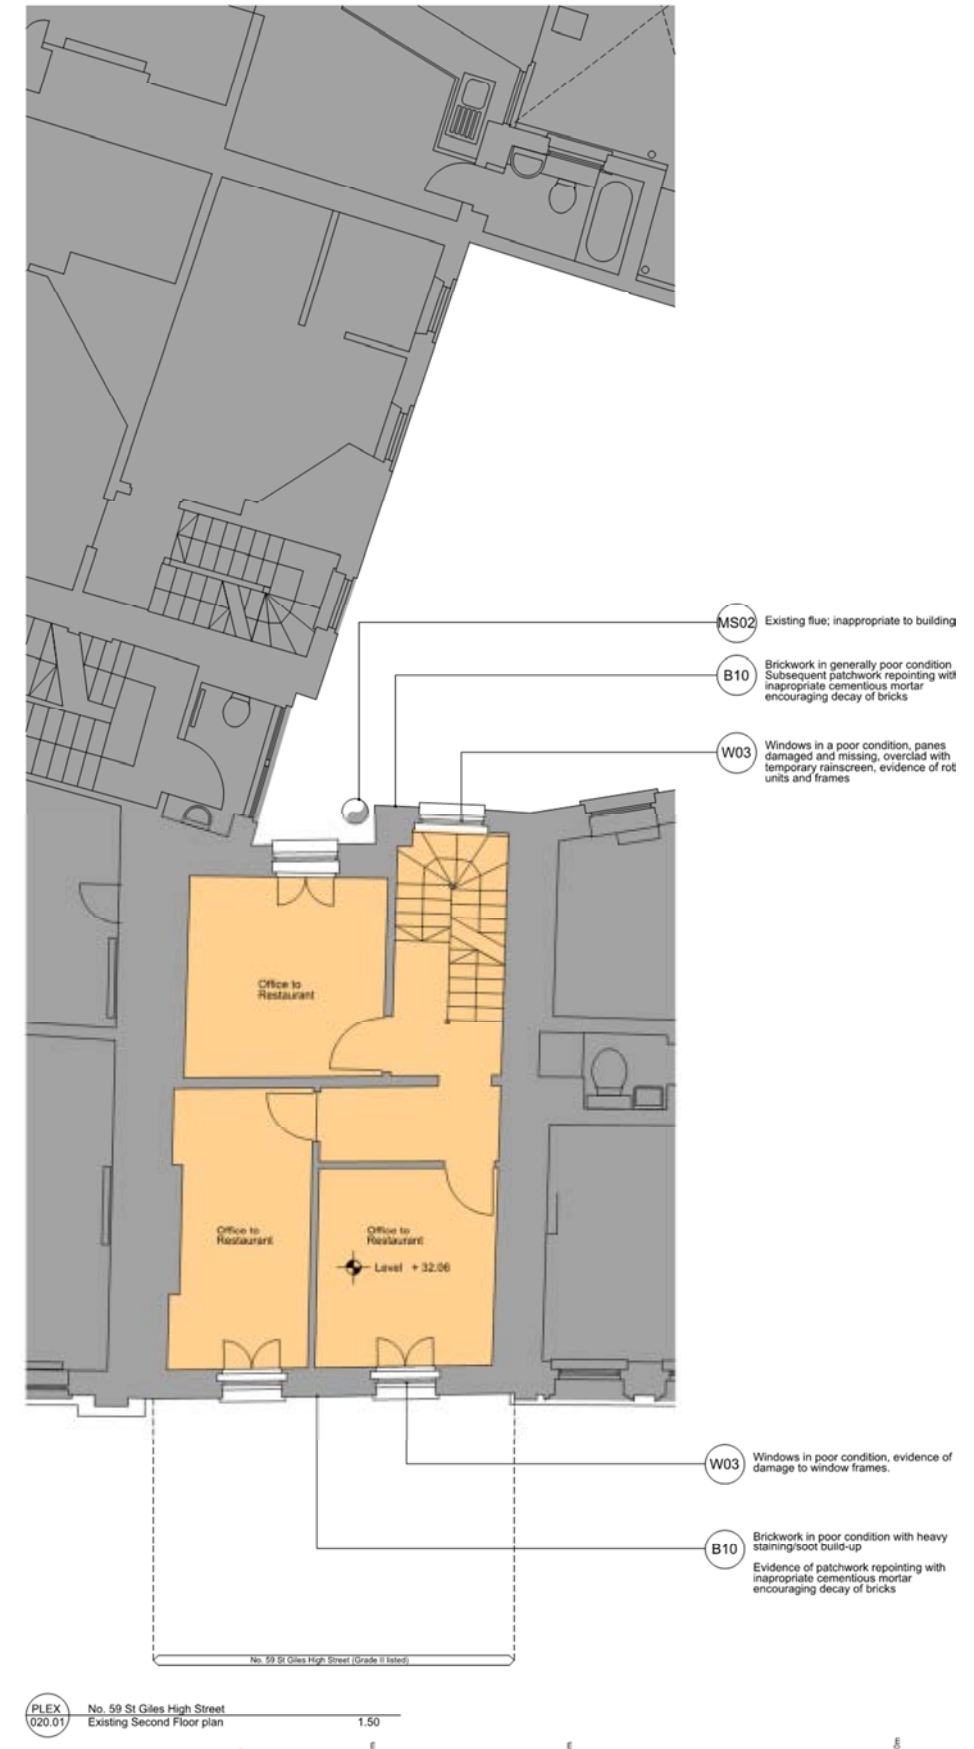 MS02
Existing flue; inappropriate to building
B10
Brickwork in generally poor condition
Subsequent patchwork repointing with
inapropriate cementious mortar
encouraging decay of bricks
W03
Windows in a poor condition, panes
damaged and missing, overclad with
temporary rainscreen, evidence of rot
units and frames
Office to
Restaurant
Office to
Restaurant
Office to
Restaurant
Level + 32.06
W03
Windows in poor condition, evidence of
damage to window frames.
B10
Brickwork in poor condition with heavy
staining/soot build-up
Evidence of patchwork repointing with
inapropriate cementious mortar
encouraging decay of bricks
No. 59 St Giles High Street (Grade II listed)
PLEX
020.01
No. 59 St Giles High Street
Existing Second Floor plan 1.50